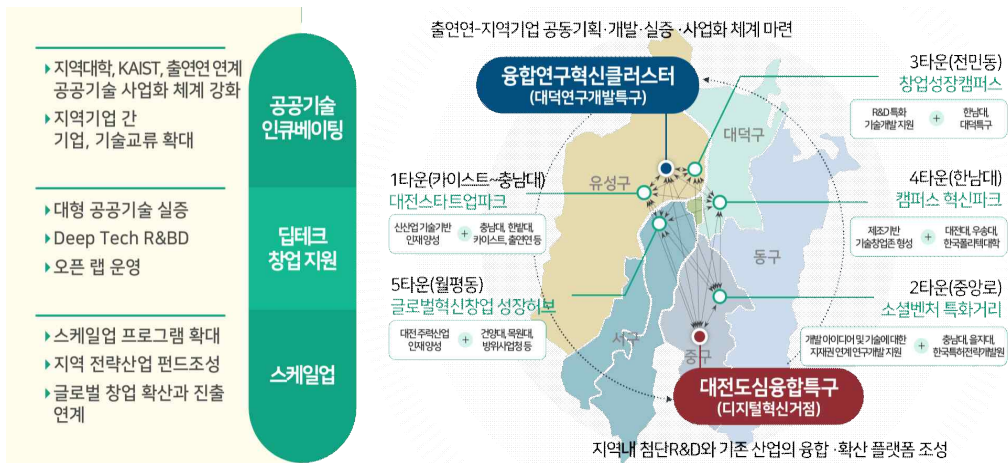 ▸지역대학, KAIST, 출연연 연계
공공기술 사업화 체계 강화
▸지역기업 간
기업, 기술교류 확대
공공기술
인큐베이팅
▸대형 공공기술 실증
▸Deep Tech R&BD
▸오픈 랩 운영
딥테크
창업 지원
▸스케일업 프로그램 확대
▸지역 전략산업 펀드조성
▸글로벌 창업 확산과 진출
연계
스케일업
출연연-지역기업 공동기획·개발·실증·사업화 체계 마련
융합연구혁신클러스터
(대덕연구개발특구)
3타운(전민동)
창업성장캠퍼스
R&D 특화
기술개발 지원
+
한남대,
대덕특구
대덕구
유성구
1타운(카이스트~충남대)
대전스타트업파크
신산업 기술기반
인재 양성
+
충남대, 한밭대,
카이스트, 출연연 등
4타운(한남대)
캠퍼스 혁신파크
제조기반
기술창업존 형성
+
대전대, 우송대,
한국폴리텍대학
동구
5타운(월평동)
글로벌혁신창업 성장허브
대전 주력산업
인재 양성
+
건양대, 목원대,
방위사업청 등
2타운(중앙로)
소셜벤처 특화거리
개발 아이디어 및 기술에 대한
지재권 연계 연구개발 지원
+
충남대, 을지대,
한국특허전략개발원
서구
중구
대전도심융합특구
(디지털혁신거점)
지역내 첨단R&D와 기존 산업의 융합·확산 플랫폼 조성